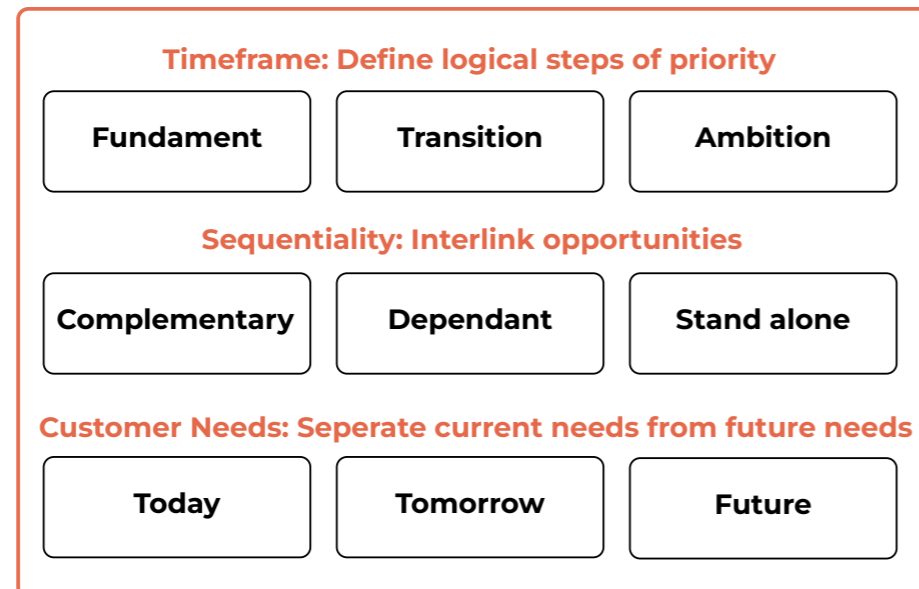 Timeframe: Define logical steps of priority
Fundament
Transition
Ambition
Sequentiality: Interlink opportunities
Complementary
Dependant
Stand alone
Customer Needs: Seperate current needs from future needs
Today
Tomorrow
Future